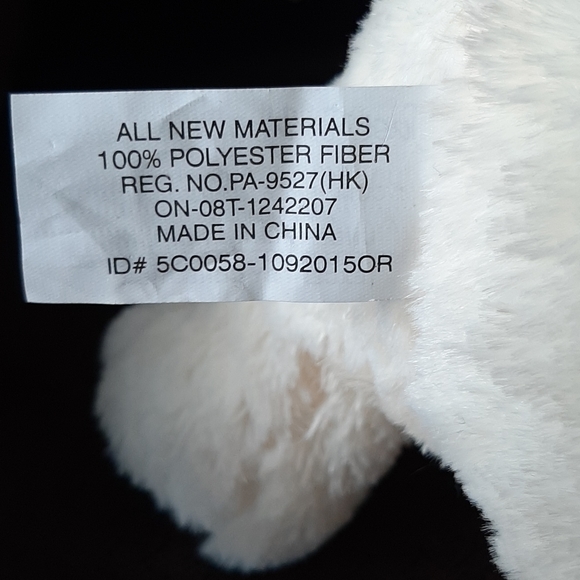 ALL NEW MATERIALS
100% POLYESTER FIBER
REG. NO.PA-9527(HK)
ON-08T-1242207
MADE IN CHINA
ID# 5C0058-1092015OR